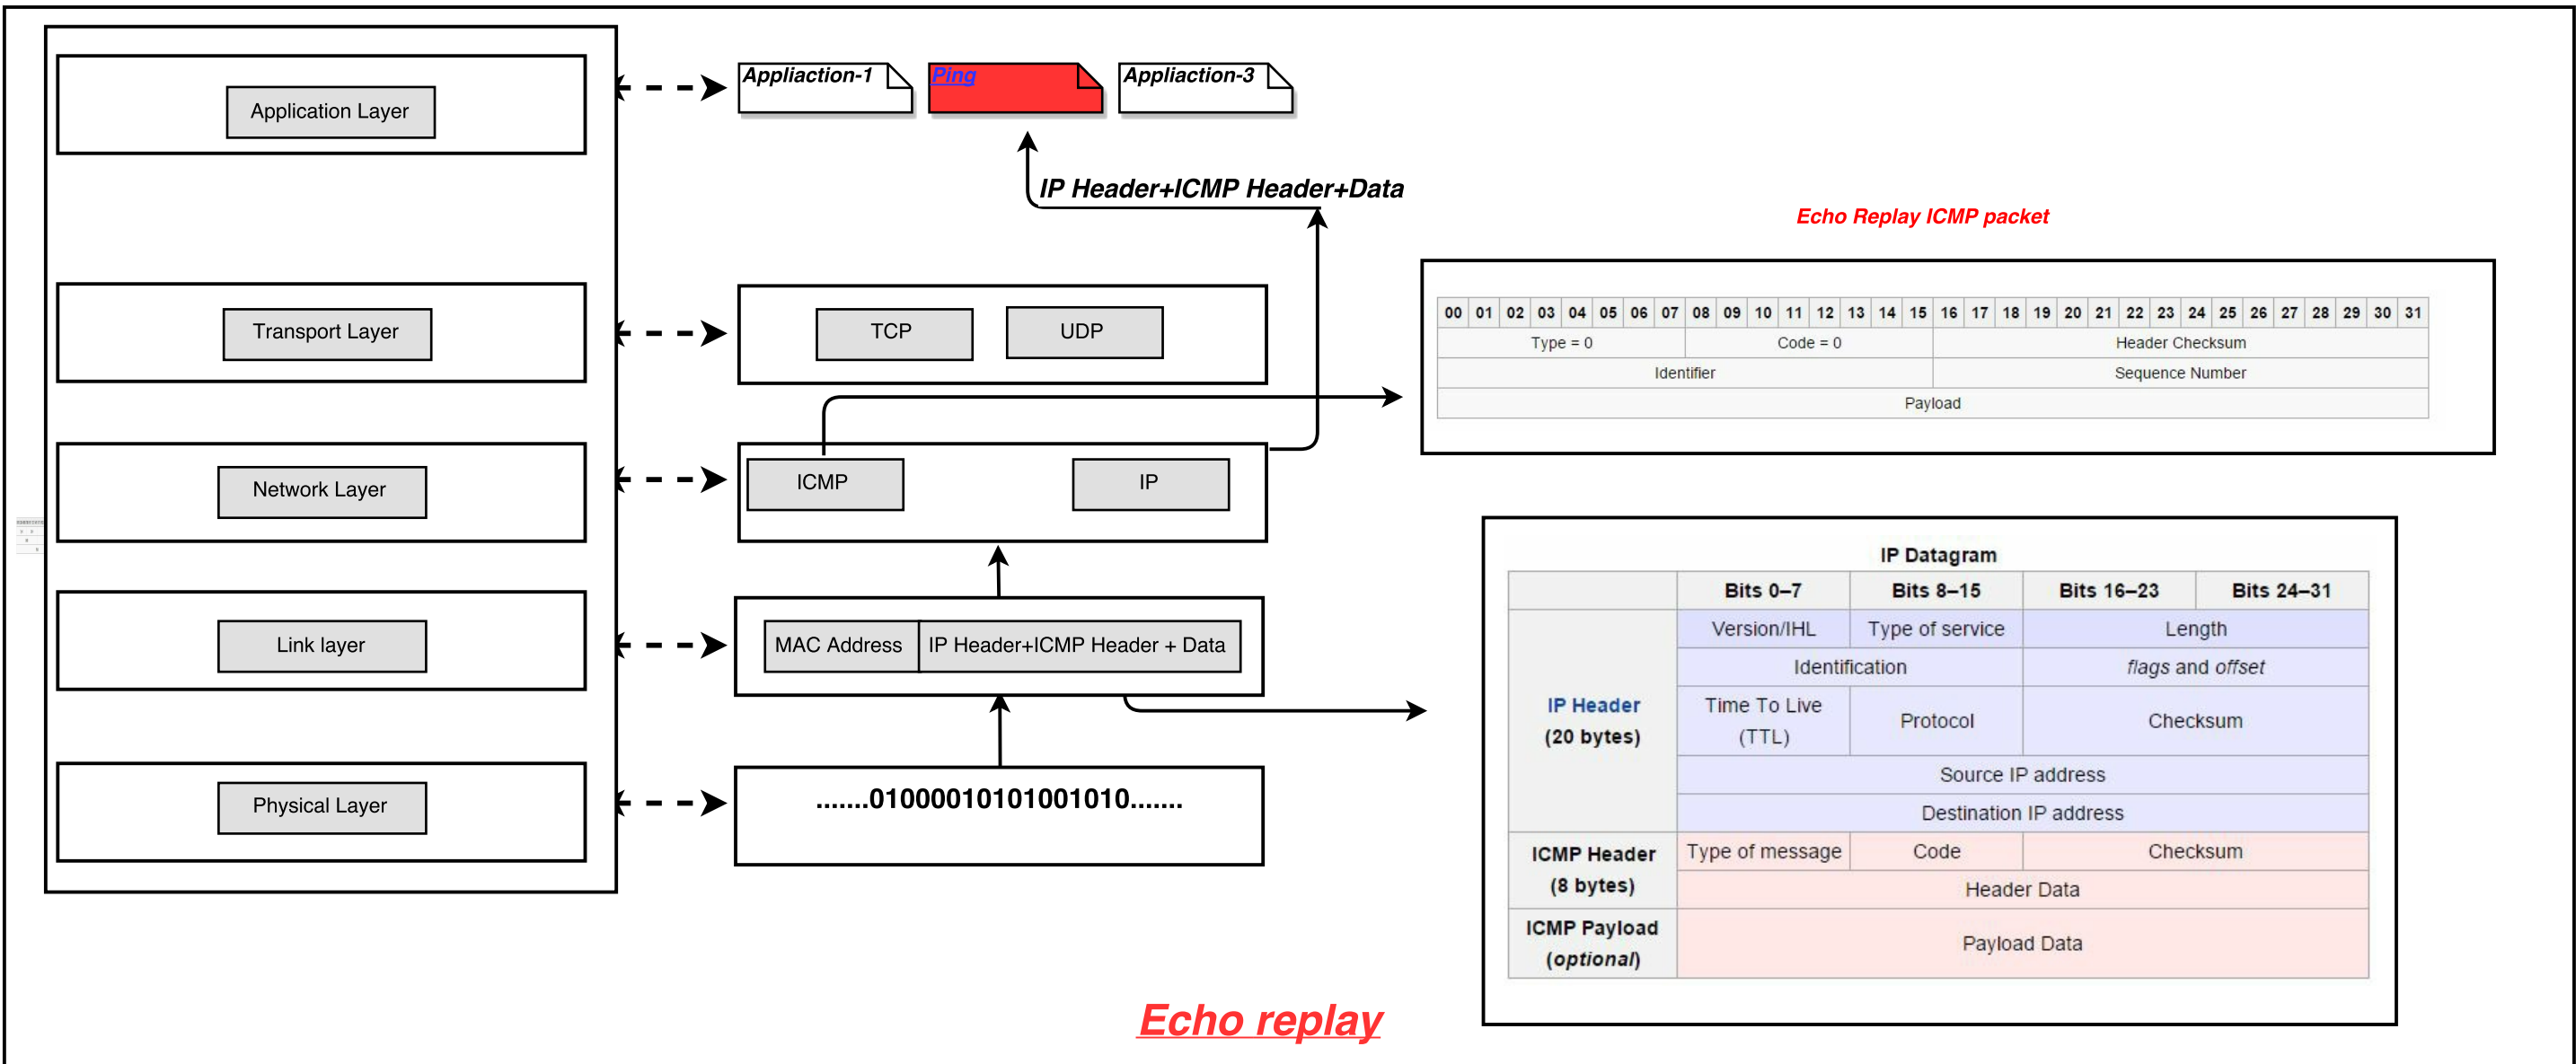 Application Layer
Appliaction-1
Ping
Appliaction-3
IP Header+ICMP Header+Data
Transport Layer
TCP
UDP
Network Layer
ICMP
IP
Link layer
MAC Address
IP Header+ICMP Header + Data
Physical Layer
.......01000010101001010.......
Echo Replay ICMP packet
00 01 02 03 04 05 06 07 08 09 10 11 12 13 14 15 16 17 18 19 20 21 22 23 24 25 26 27 28 29 30 31
Type = 0 Code = 0 Header Checksum
Identifier Sequence Number
Payload
IP Datagram
Bits 0–7 Bits 8–15 Bits 16–23 Bits 24–31
IP Header
(20 bytes)
Version/IHL Type of service Length
Identification flags and offset
Time To Live
(TTL)
Protocol Checksum
Source IP address
Destination IP address
ICMP Header
(8 bytes)
Type of message Code Checksum
Header Data
ICMP Payload
(optional)
Payload Data
Echo replay